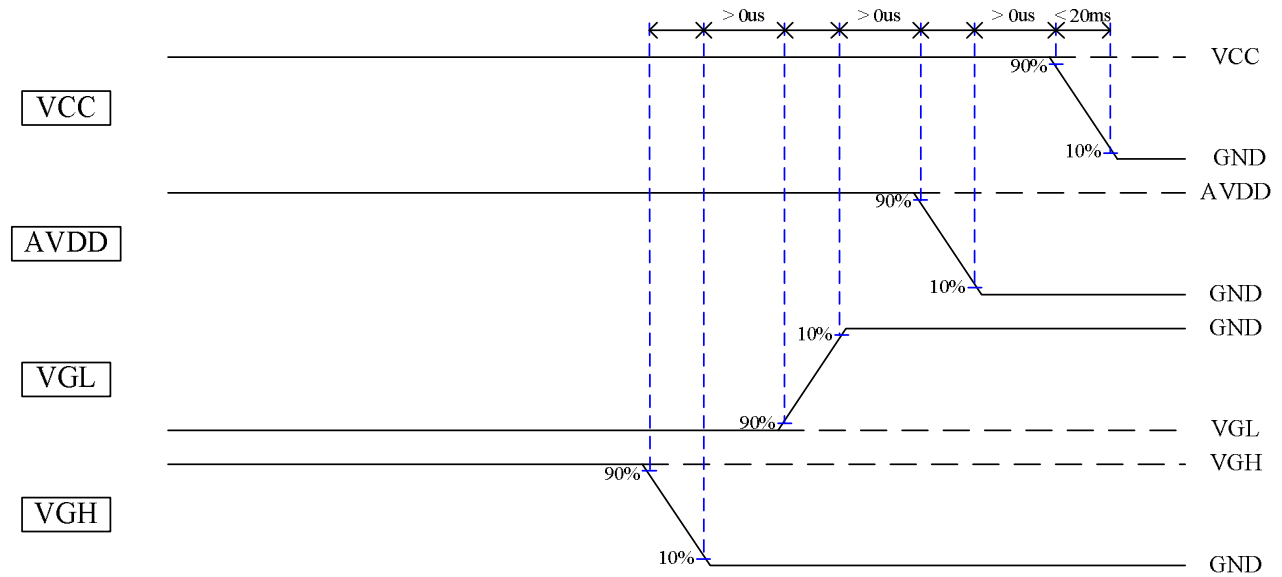 > 0us
> 0us
> 0us
< 20ms
VCC
VCC
90%
10%
GND
AVDD
AVDD
90%
10%
GND
GND
VGL
10%
90%
VGL
VGH
VGH
90%
10%
GND